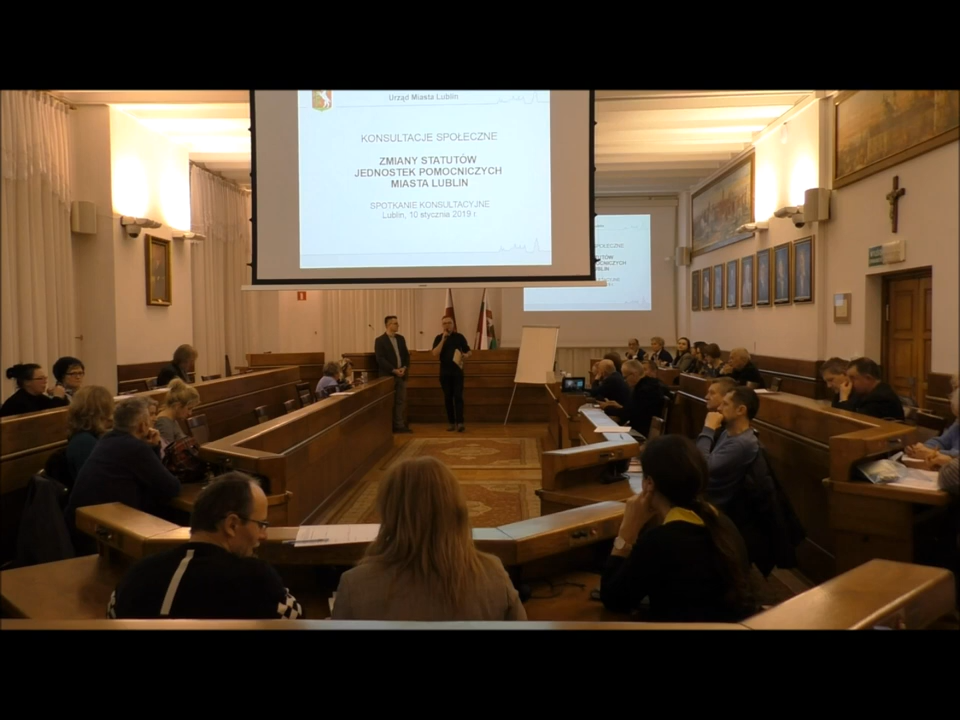 Urząd Miasta Lublin
KONSULTACJE SPOŁECZNE
ZMIANY STATUTÓW
JEDNOSTEK POMOCNICZYCH
MIASTA LUBLIN
SPOTKANIE KONSULTACYJNE
Lublin, 10 stycznia 2019 r.